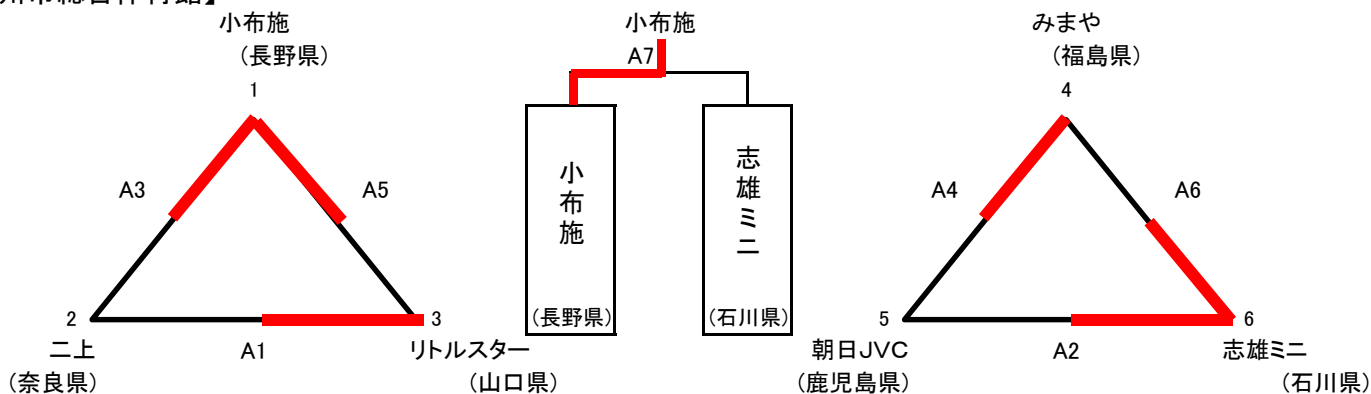 小布施
(長野県)
1
A3
A5
2
3
二上
A1
リトルスター
(奈良県)
(山口県)
小布施
A7
小布施
(長野県)
志雄ミニ
(石川県)
みまや
(福島県)
4
A4
A6
5
6
朝日JVC
A2
志雄ミニ
(鹿児島県)
(石川県)